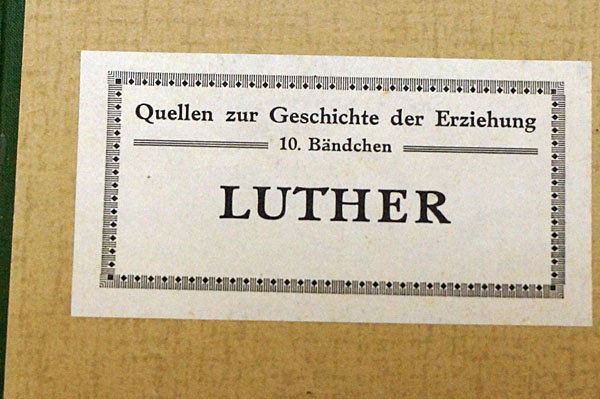 Quellen zur Geschichte der Erziehung
10. Bändchen
LUTHER